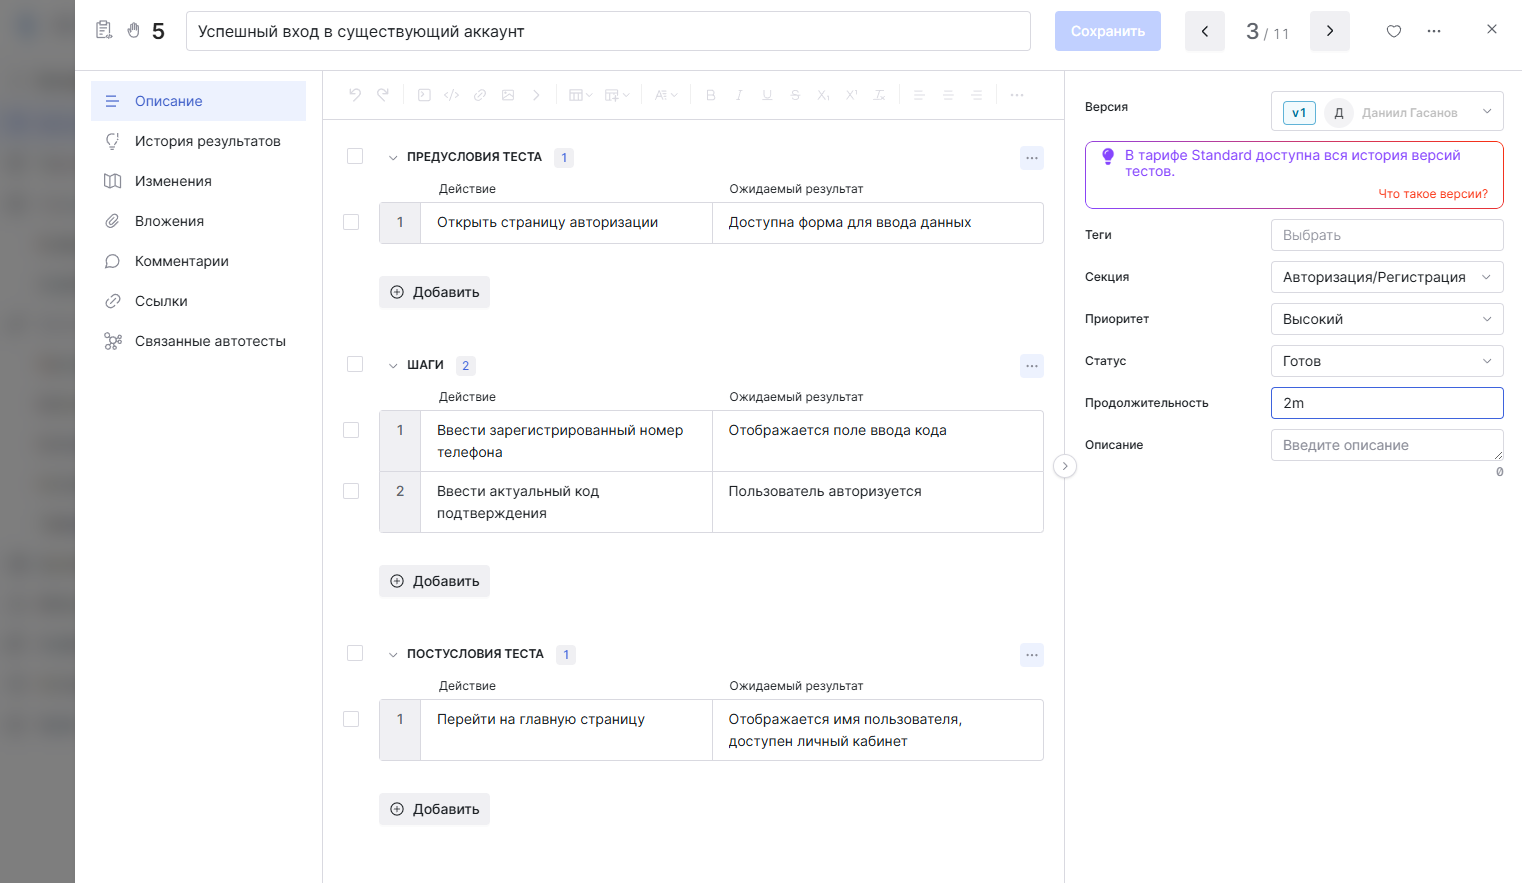 5
Успешный вход в существующий аккаунт
Сохранить
3 / 11
Описание
История результатов
Изменения
Вложения
Комментарии
Ссылки
Связанные автотесты
ПРЕДУСЛОВИЯ ТЕСТА 1
Действие Ожидаемый результат
1 Открыть страницу авторизации Доступна форма для ввода данных
Добавить
ШАГИ 2
Действие Ожидаемый результат
1 Ввести зарегистрированный номер Отображается поле ввода кода
телефона
2 Ввести актуальный код Пользователь авторизуется
подтверждения
Добавить
ПОСТУСЛОВИЯ ТЕСТА 1
Действие Ожидаемый результат
1 Перейти на главную страницу Отображается имя пользователя,
доступен личный кабинет
Добавить
Версия v1 Д Даниил Гасанов
В тарифе Standard доступна вся история версий
тестов.
Что такое версии?
Теги Выбрать
Секция Авторизация/Регистрация
Приоритет Высокий
Статус Готов
Продолжительность 2m
Описание Введите описание
0